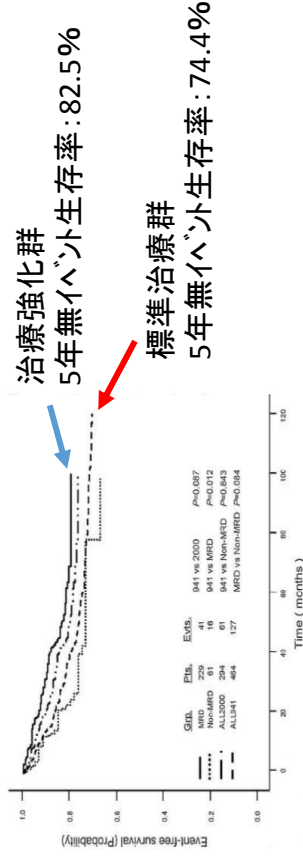 治療強化群
5年無イベント生存率：82.5%
標準治療群
5年無イベント生存率：74.4%
Event-free survival (Probability)
1.0
0.8
0.6
0.4
0.2
0.0
Grp. Pts. Evts.
MRD 229 41 941 vs 2000 P=0.087
Non-MRD 61 16 941 vs MRD P=0.012
ALL2000 294 61 941 vs Non-MRD P=0.843
ALL941 464 127 MRD vs Non-MRD P=0.084
0 20 40 60 80 100 120
Time ( months )